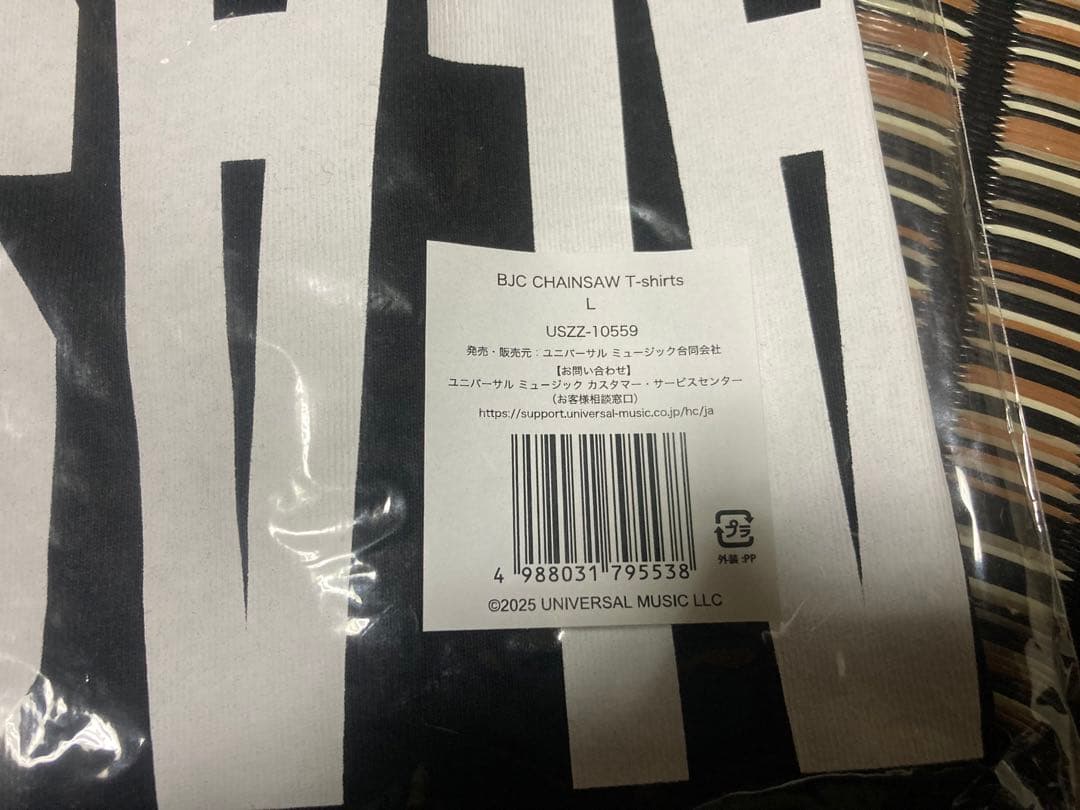 BJC CHAINSAW T-shirts
L
USZZ-10559
発売・販売元：ユニバーサル ミュージック合同会社
【お問い合わせ】
ユニバーサル ミュージック カスタマー・サービスセンター
（お客様相談窓口）
https://support.universal-music.co.jp/hc/ja
プラ
外装:PP
4 988031 795538
©2025 UNIVERSAL MUSIC LLC